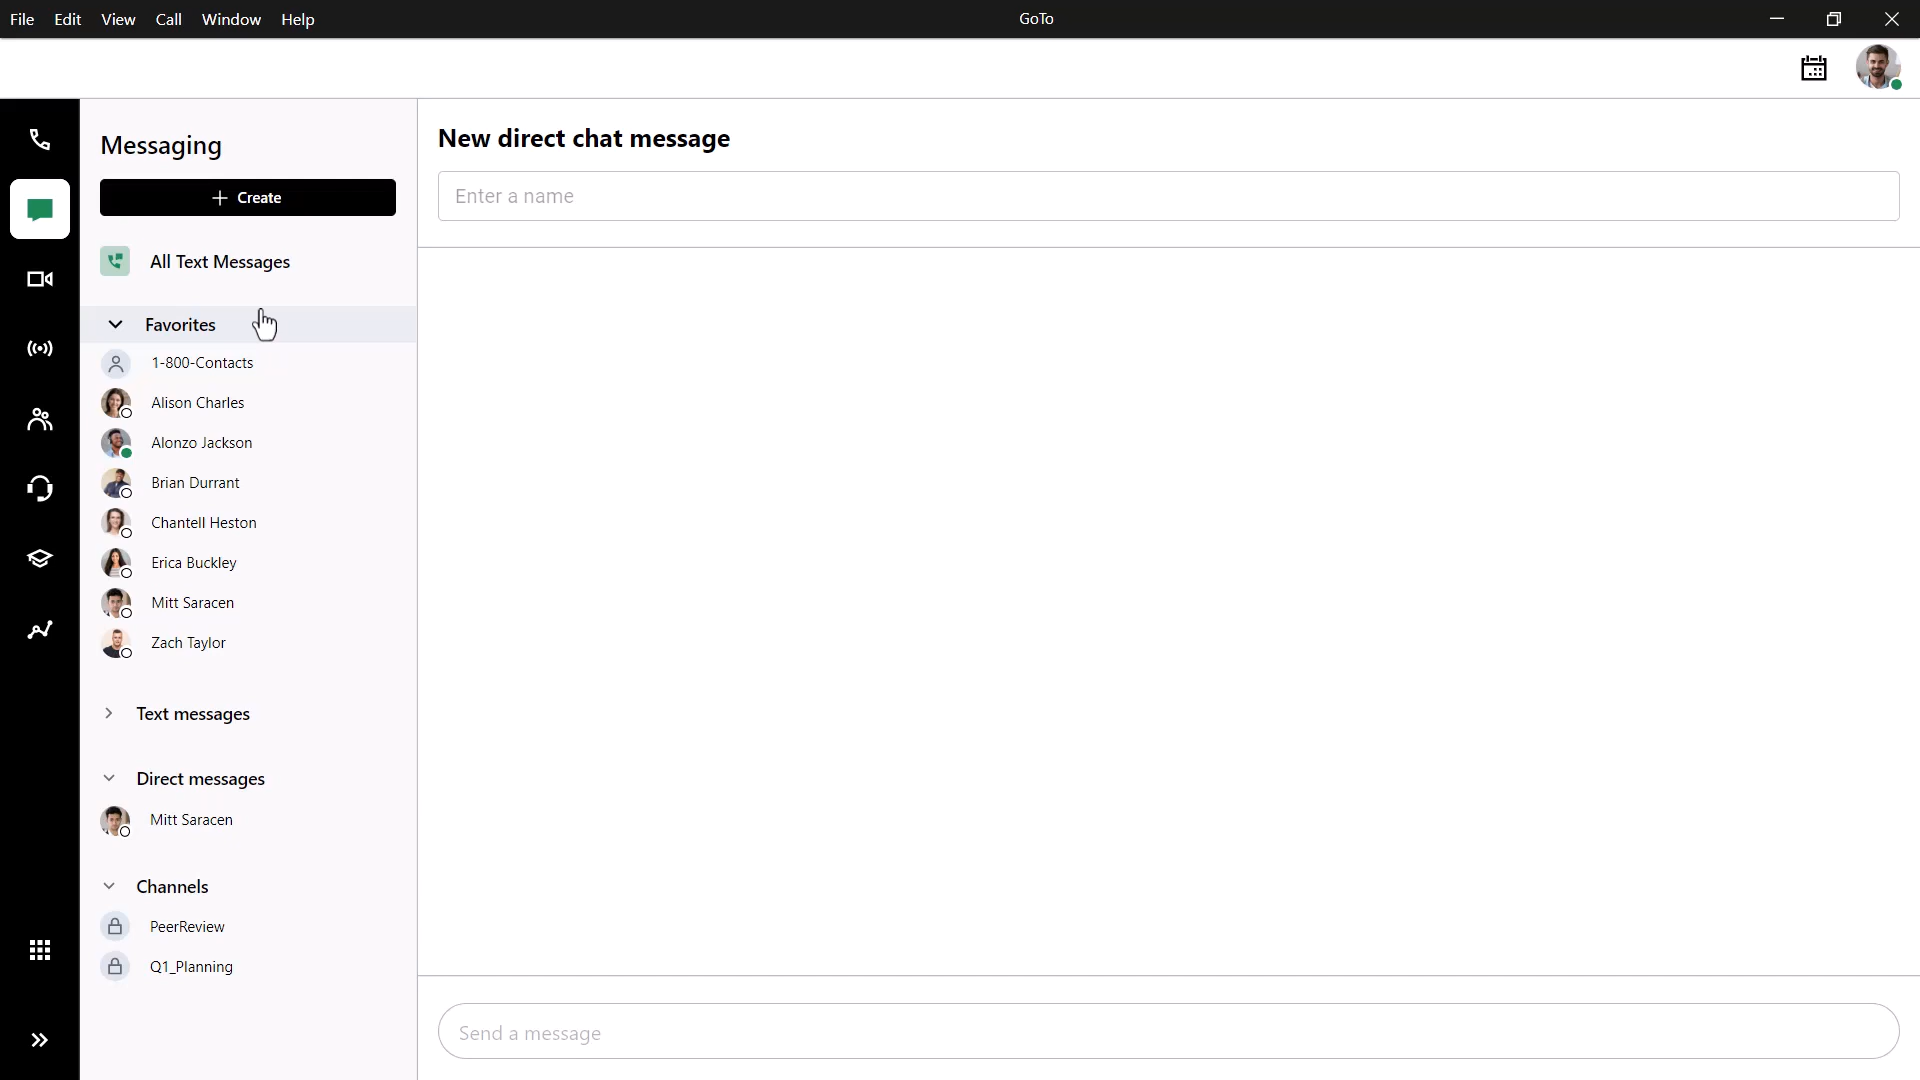 File Edit View Call Window Help
GoTo
Messaging
Create
All Text Messages
Favorites
1-800-Contacts
Alison Charles
Alonzo Jackson
Brian Durrant
Chantell Heston
Erica Buckley
Mitt Saracen
Zach Taylor
Text messages
Direct messages
Mitt Saracen
Channels
PeerReview
Q1_Planning
New direct chat message
Enter a name
Send a message